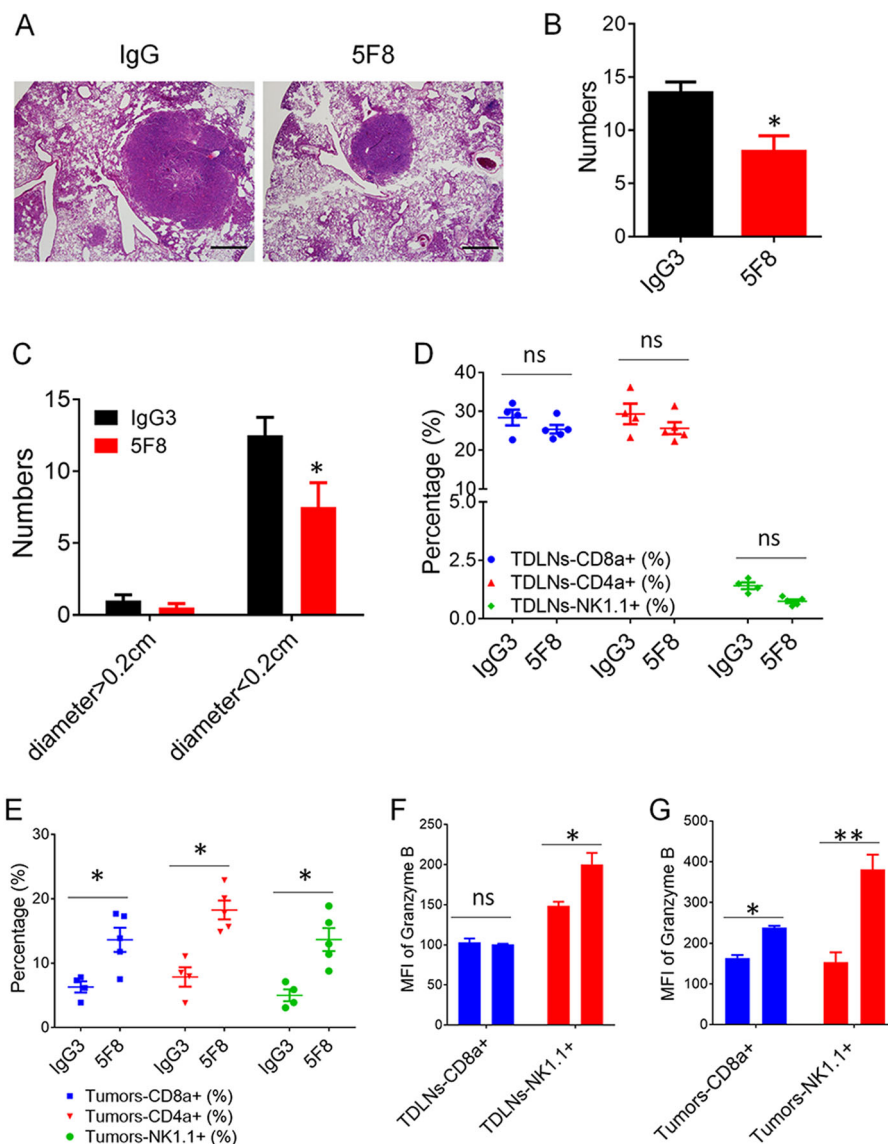 A
IgG
5F8
B
Numbers
20
15
10
5
0
*
IgG3
5F8
C
Numbers
15
10
5
0
IgG3
5F8
*
diameter>0.2cm
diameter<0.2cm
D
Percentage (%)
40
30
20
10
5.0
2.5
0.0
ns
ns
ns
TDLNs-CD8a+ (%)
TDLNs-CD4a+ (%)
TDLNs-NK1.1+ (%)
IgG3
5F8
IgG3
5F8
IgG3
5F8
E
Percentage (%)
30
20
10
0
*
*
*
IgG3
5F8
IgG3
5F8
IgG3
5F8
Tumors-CD8a+ (%)
Tumors-CD4a+ (%)
Tumors-NK1.1+ (%)
F
MFI of Granzyme B
250
200
150
100
50
0
ns
*
TDLNs-CD8a+
TDLNs-NK1.1+
G
MFI of Granzyme B
500
400
300
200
100
0
*
**
Tumors-CD8a+
Tumors-NK1.1+